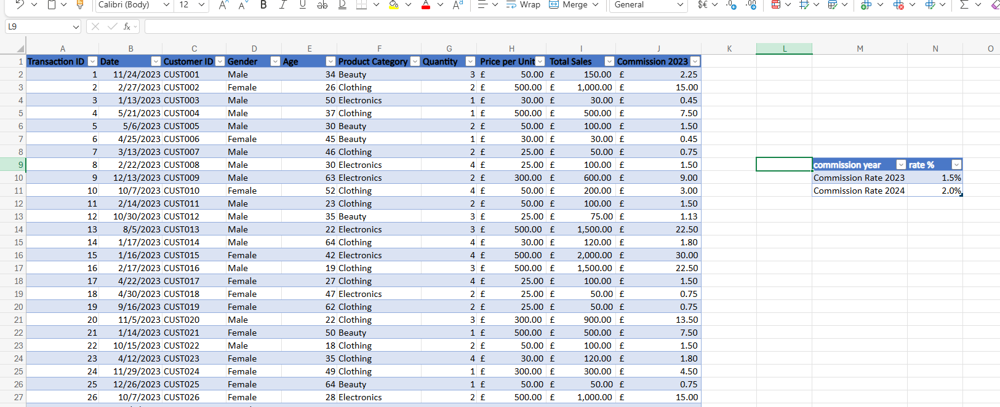 Calibri (Body) 12 A A B I U ab D A A Wrap Merge General $€ .0 .00 Σ
L9 fx
A B C D E F G H I J K L M N O
1 Transaction ID Date Customer ID Gender Age Product Category Quantity Price per Unit Total Sales Commission 2023
2 1 11/24/2023 CUST001 Male 34 Beauty 3 £ 50.00 £ 150.00 £ 2.25
3 2 2/27/2023 CUST002 Female 26 Clothing 2 £ 500.00 £ 1,000.00 £ 15.00
4 3 1/13/2023 CUST003 Male 50 Electronics 1 £ 30.00 £ 30.00 £ 0.45
5 4 5/21/2023 CUST004 Male 37 Clothing 1 £ 500.00 £ 500.00 £ 7.50
6 5 5/6/2023 CUST005 Male 30 Beauty 2 £ 50.00 £ 100.00 £ 1.50
7 6 4/25/2023 CUST006 Female 45 Beauty 1 £ 30.00 £ 30.00 £ 0.45
8 7 3/13/2023 CUST007 Male 46 Clothing 2 £ 25.00 £ 50.00 £ 0.75
9 8 2/22/2023 CUST008 Male 30 Electronics 4 £ 25.00 £ 100.00 £ 1.50 commission year rate %
10 9 12/13/2023 CUST009 Male 63 Electronics 2 £ 300.00 £ 600.00 £ 9.00 Commission Rate 2023 1.5%
11 10 10/7/2023 CUST010 Female 52 Clothing 4 £ 50.00 £ 200.00 £ 3.00 Commission Rate 2024 2.0%
12 11 2/14/2023 CUST011 Male 23 Clothing 2 £ 50.00 £ 100.00 £ 1.50
13 12 10/30/2023 CUST012 Male 35 Beauty 3 £ 25.00 £ 75.00 £ 1.13
14 13 8/5/2023 CUST013 Male 22 Electronics 3 £ 500.00 £ 1,500.00 £ 22.50
15 14 1/17/2023 CUST014 Male 64 Clothing 4 £ 30.00 £ 120.00 £ 1.80
16 15 1/16/2023 CUST015 Female 42 Electronics 4 £ 500.00 £ 2,000.00 £ 30.00
17 16 2/17/2023 CUST016 Male 19 Clothing 3 £ 500.00 £ 1,500.00 £ 22.50
18 17 4/22/2023 CUST017 Female 27 Clothing 4 £ 25.00 £ 100.00 £ 1.50
19 18 4/30/2023 CUST018 Female 47 Electronics 2 £ 25.00 £ 50.00 £ 0.75
20 19 9/16/2023 CUST019 Female 62 Clothing 2 £ 25.00 £ 50.00 £ 0.75
21 20 11/5/2023 CUST020 Male 22 Clothing 3 £ 300.00 £ 900.00 £ 13.50
22 21 1/14/2023 CUST021 Female 50 Beauty 1 £ 500.00 £ 500.00 £ 7.50
23 22 10/15/2023 CUST022 Male 18 Clothing 2 £ 50.00 £ 100.00 £ 1.50
24 23 4/12/2023 CUST023 Female 35 Clothing 4 £ 30.00 £ 120.00 £ 1.80
25 24 11/29/2023 CUST024 Female 49 Clothing 1 £ 300.00 £ 300.00 £ 4.50
26 25 12/26/2023 CUST025 Female 64 Beauty 1 £ 50.00 £ 50.00 £ 0.75
27 26 10/7/2023 CUST026 Female 28 Electronics 2 £ 500.00 £ 1,000.00 £ 15.00